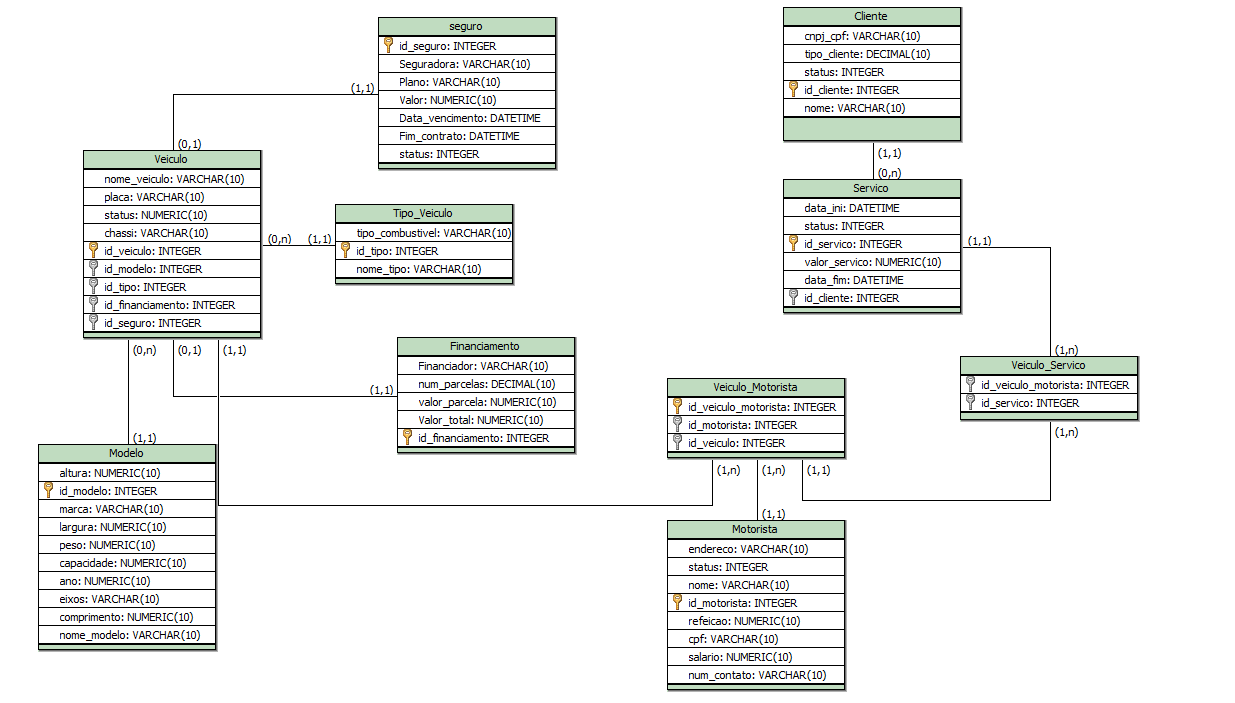 seguro
id_seguro: INTEGER
Seguradora: VARCHAR(10)
Plano: VARCHAR(10)
Valor: NUMERIC(10)
Data_vencimento: DATETIME
Fim_contrato: DATETIME
status: INTEGER
(1,1)
(0,1)
Veiculo
nome_veiculo: VARCHAR(10)
placa: VARCHAR(10)
status: NUMERIC(10)
chassi: VARCHAR(10)
id_veiculo: INTEGER
id_modelo: INTEGER
id_tipo: INTEGER
id_financiamento: INTEGER
id_seguro: INTEGER
(0,n)
(1,1)
Tipo_Veiculo
tipo_combustivel: VARCHAR(10)
id_tipo: INTEGER
nome_tipo: VARCHAR(10)
(0,n)
(0,1)
(1,1)
(1,1)
Financiamento
Financiador: VARCHAR(10)
num_parcelas: DECIMAL(10)
valor_parcela: NUMERIC(10)
Valor_total: NUMERIC(10)
id_financiamento: INTEGER
(1,1)
Modelo
altura: NUMERIC(10)
id_modelo: INTEGER
marca: VARCHAR(10)
largura: NUMERIC(10)
peso: NUMERIC(10)
capacidade: NUMERIC(10)
ano: NUMERIC(10)
eixos: VARCHAR(10)
comprimento: NUMERIC(10)
nome_modelo: VARCHAR(10)
Cliente
cnpj_cpf: VARCHAR(10)
tipo_cliente: DECIMAL(10)
status: INTEGER
id_cliente: INTEGER
nome: VARCHAR(10)
(1,1)
(0,n)
Servico
data_ini: DATETIME
status: INTEGER
id_servico: INTEGER
valor_servico: NUMERIC(10)
data_fim: DATETIME
id_cliente: INTEGER
(1,1)
(1,n)
Veiculo_Servico
id_veiculo_motorista: INTEGER
id_servico: INTEGER
(1,n)
Veiculo_Motorista
id_veiculo_motorista: INTEGER
id_motorista: INTEGER
id_veiculo: INTEGER
(1,n)
(1,n)
(1,1)
(1,1)
Motorista
endereco: VARCHAR(10)
status: INTEGER
nome: VARCHAR(10)
id_motorista: INTEGER
refeicao: NUMERIC(10)
cpf: VARCHAR(10)
salario: NUMERIC(10)
num_contato: VARCHAR(10)